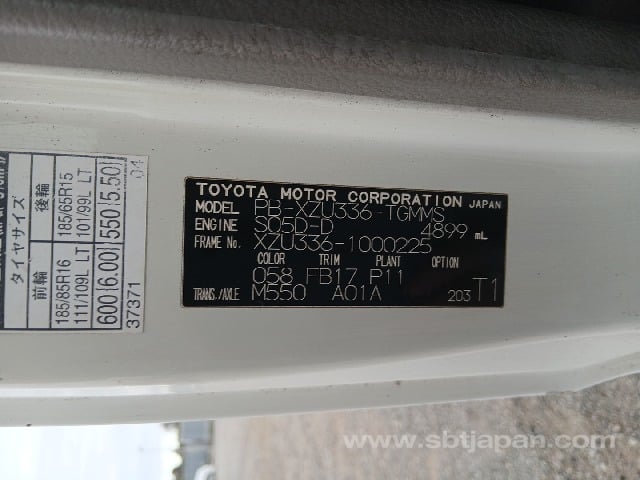 TOYOTA MOTOR CORPORATION JAPAN
MODEL PB-XZU336-TGMMS
ENGINE S05D-D 4899 mL
FRAME No. XZU336-1000225
COLOR TRIM PLANT OPTION
058 FB17 P11
TRANS./AXLE M550 A01A 203 T1
タイヤサイズ
前輪 後輪
185/85R16 185/65R15
111/109L LT 101/99L LT
600(6.00) 550(5.50)
37371 04
www.sbtjapan.com